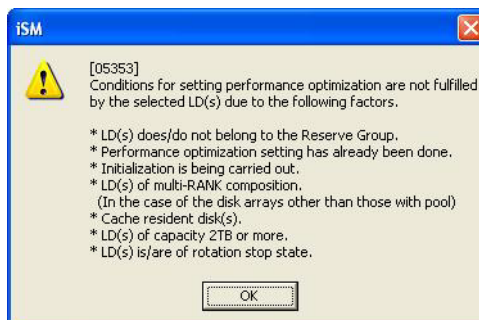 iSM
[05353]
Conditions for setting performance optimization are not fulfilled
by the selected LD(s) due to the following factors.
* LD(s) does/do not belong to the Reserve Group.
* Performance optimization setting has already been done.
* Initialization is being carried out.
* LD(s) of multi-RANK composition.
(In the case of the disk arrays other than those with pool)
* Cache resident disk(s).
* LD(s) of capacity 2TB or more.
* LD(s) is/are of rotation stop state.
OK